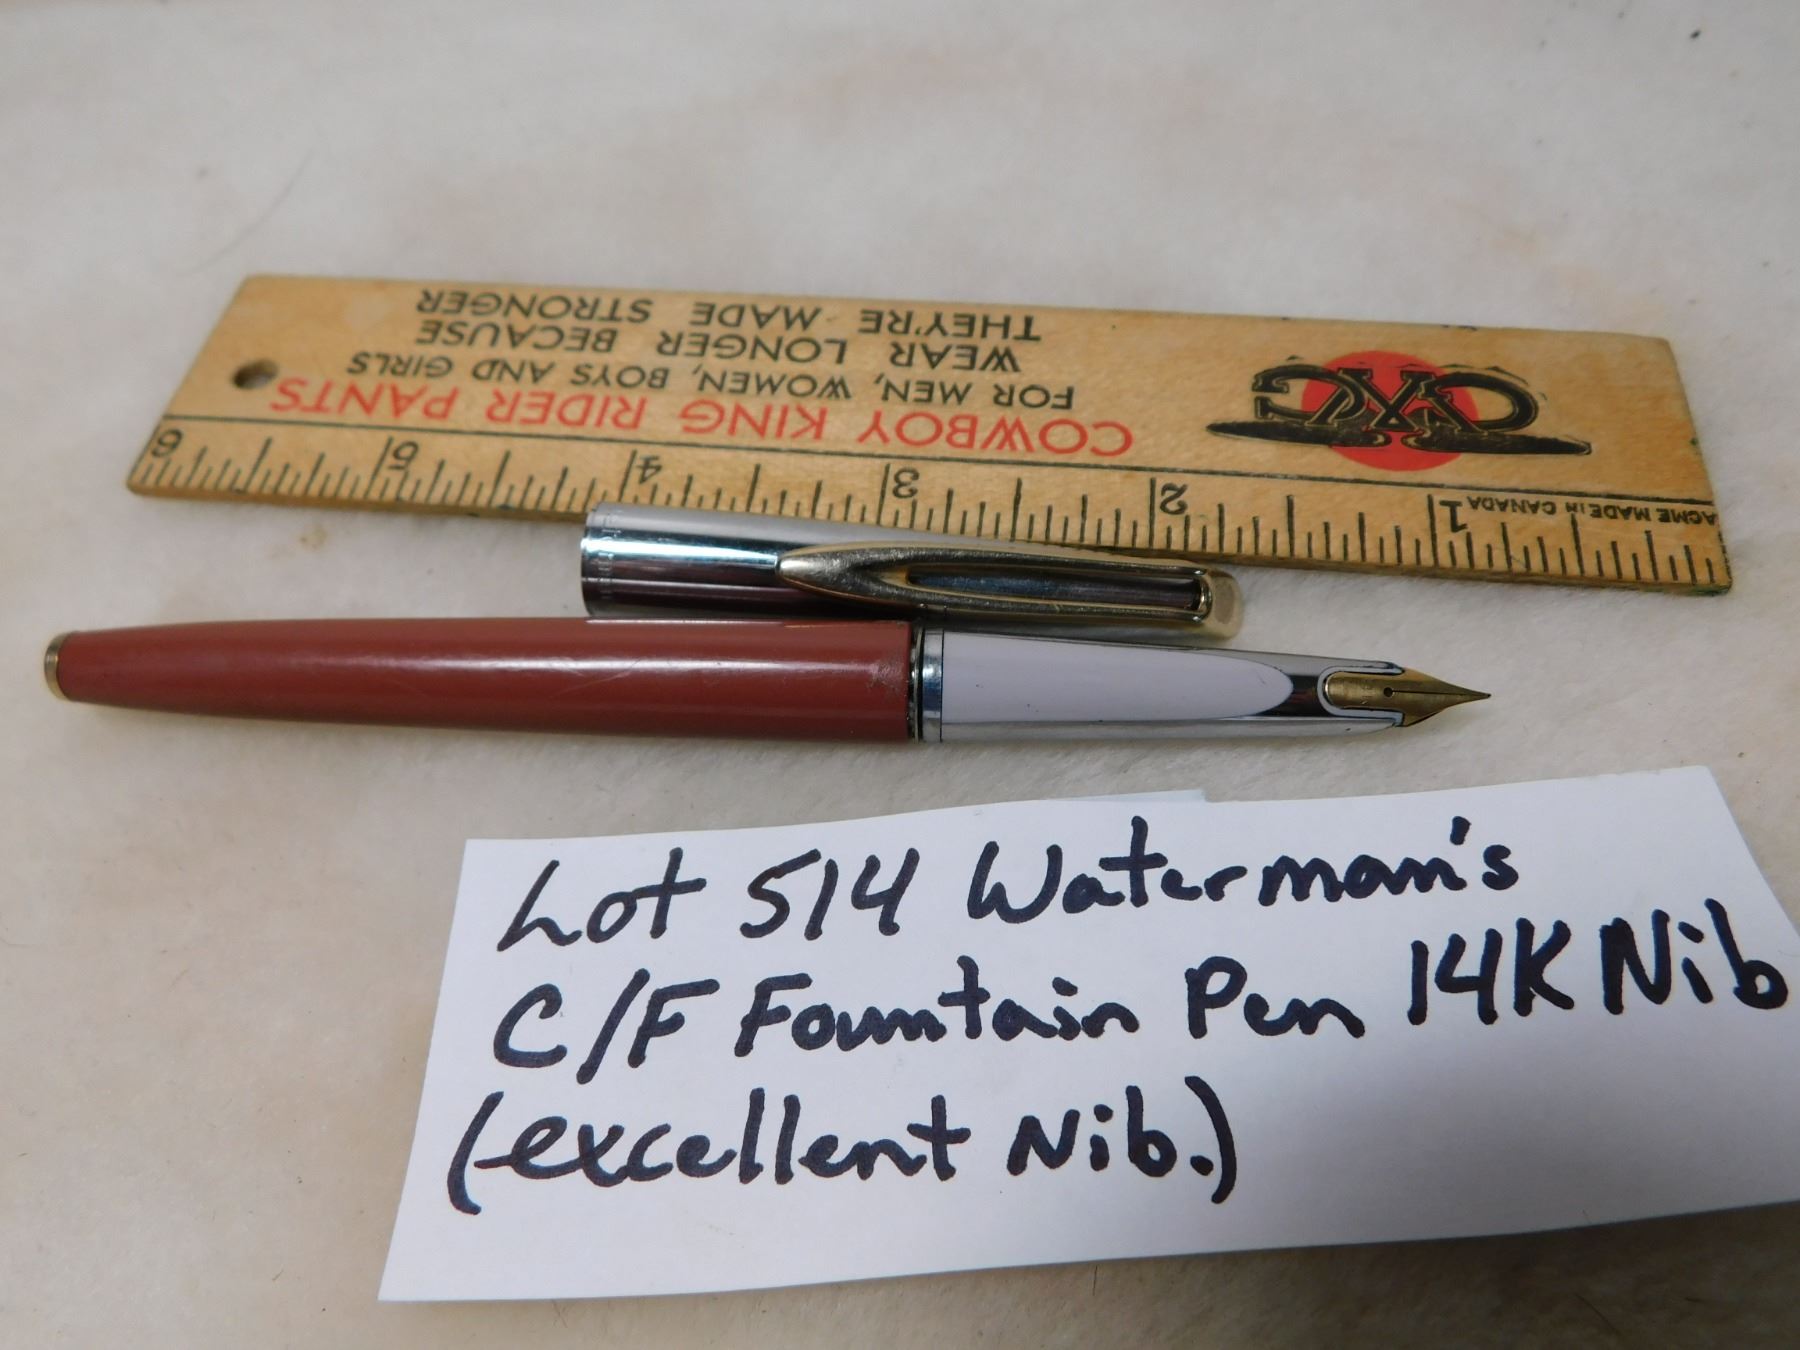 THEY'RE MADE STRONGER
WEAR LONGER BECAUSE
FOR MEN, WOMEN, BOYS AND GIRLS
COWBOY KING RIDER PANTS
6 5 4 3 2 1
ACME MADE IN CANADA
Lot 514 Waterman's
C/F Fountain Pen 14K Nib
(excellent Nib.)